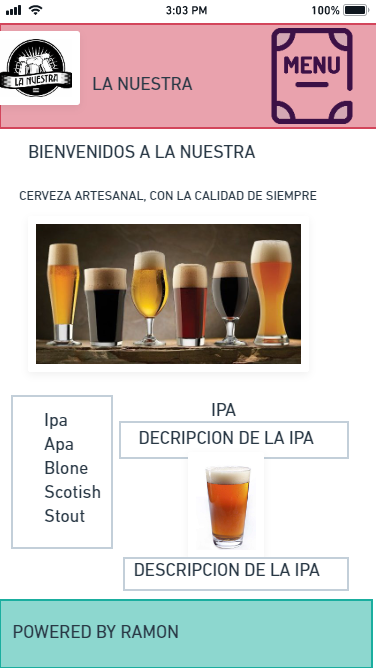 3:03 PM
100%
LA NUESTRA
LA NUESTRA
MENU
BIENVENIDOS A LA NUESTRA
CERVEZA ARTESANAL, CON LA CALIDAD DE SIEMPRE
Ipa
Apa
Blone
Scotish
Stout
IPA
DECRIPCION DE LA IPA
DESCRIPCION DE LA IPA
POWERED BY RAMON